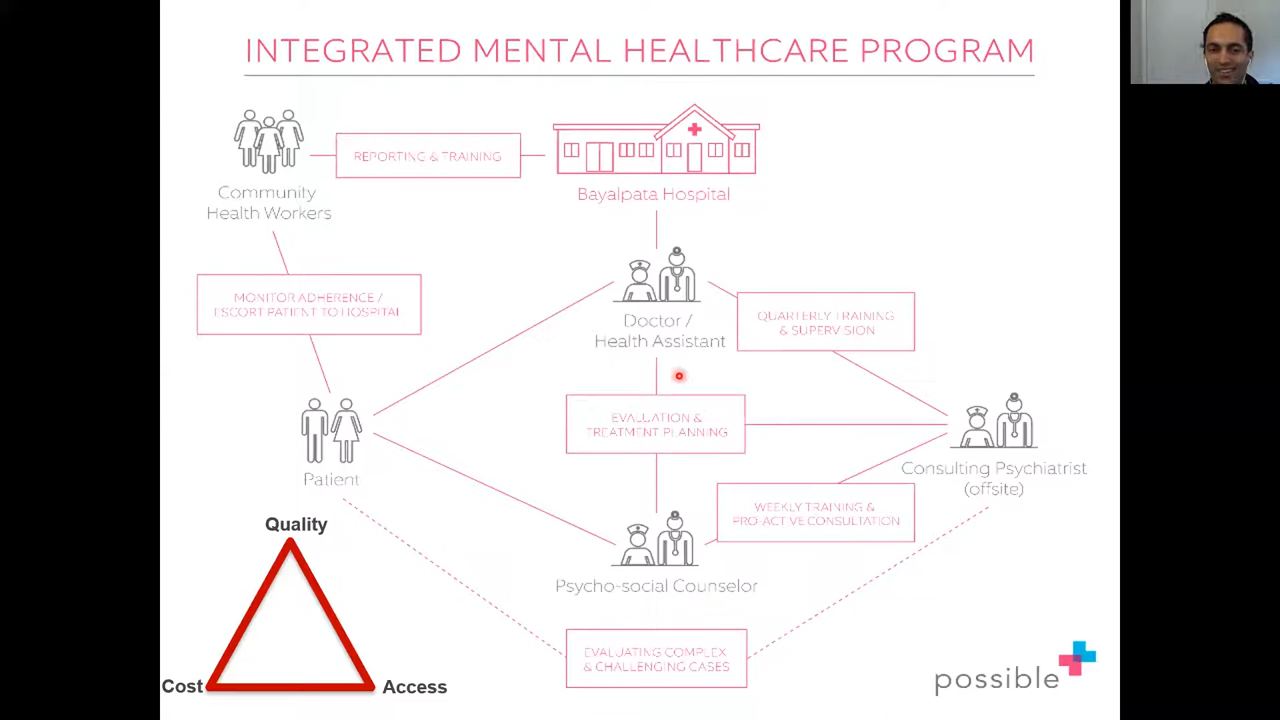 INTEGRATED MENTAL HEALTHCARE PROGRAM
REPORTING & TRAINING
Community
Health Workers
Bayalpata Hospital
MONITOR ADHERENCE /
ESCORT PATIENT TO HOSPITAL
Doctor /
Health Assistant
QUARTERLY TRAINING
& SUPERVISION
EVALUATION &
TREATMENT PLANNING
Patient
Consulting Psychiatrist
(offsite)
WEEKLY TRAINING &
PRO-ACTIVE CONSULTATION
Quality
Psycho-social Counselor
EVALUATING COMPLEX
& CHALLENGING CASES
Cost
Access
possible